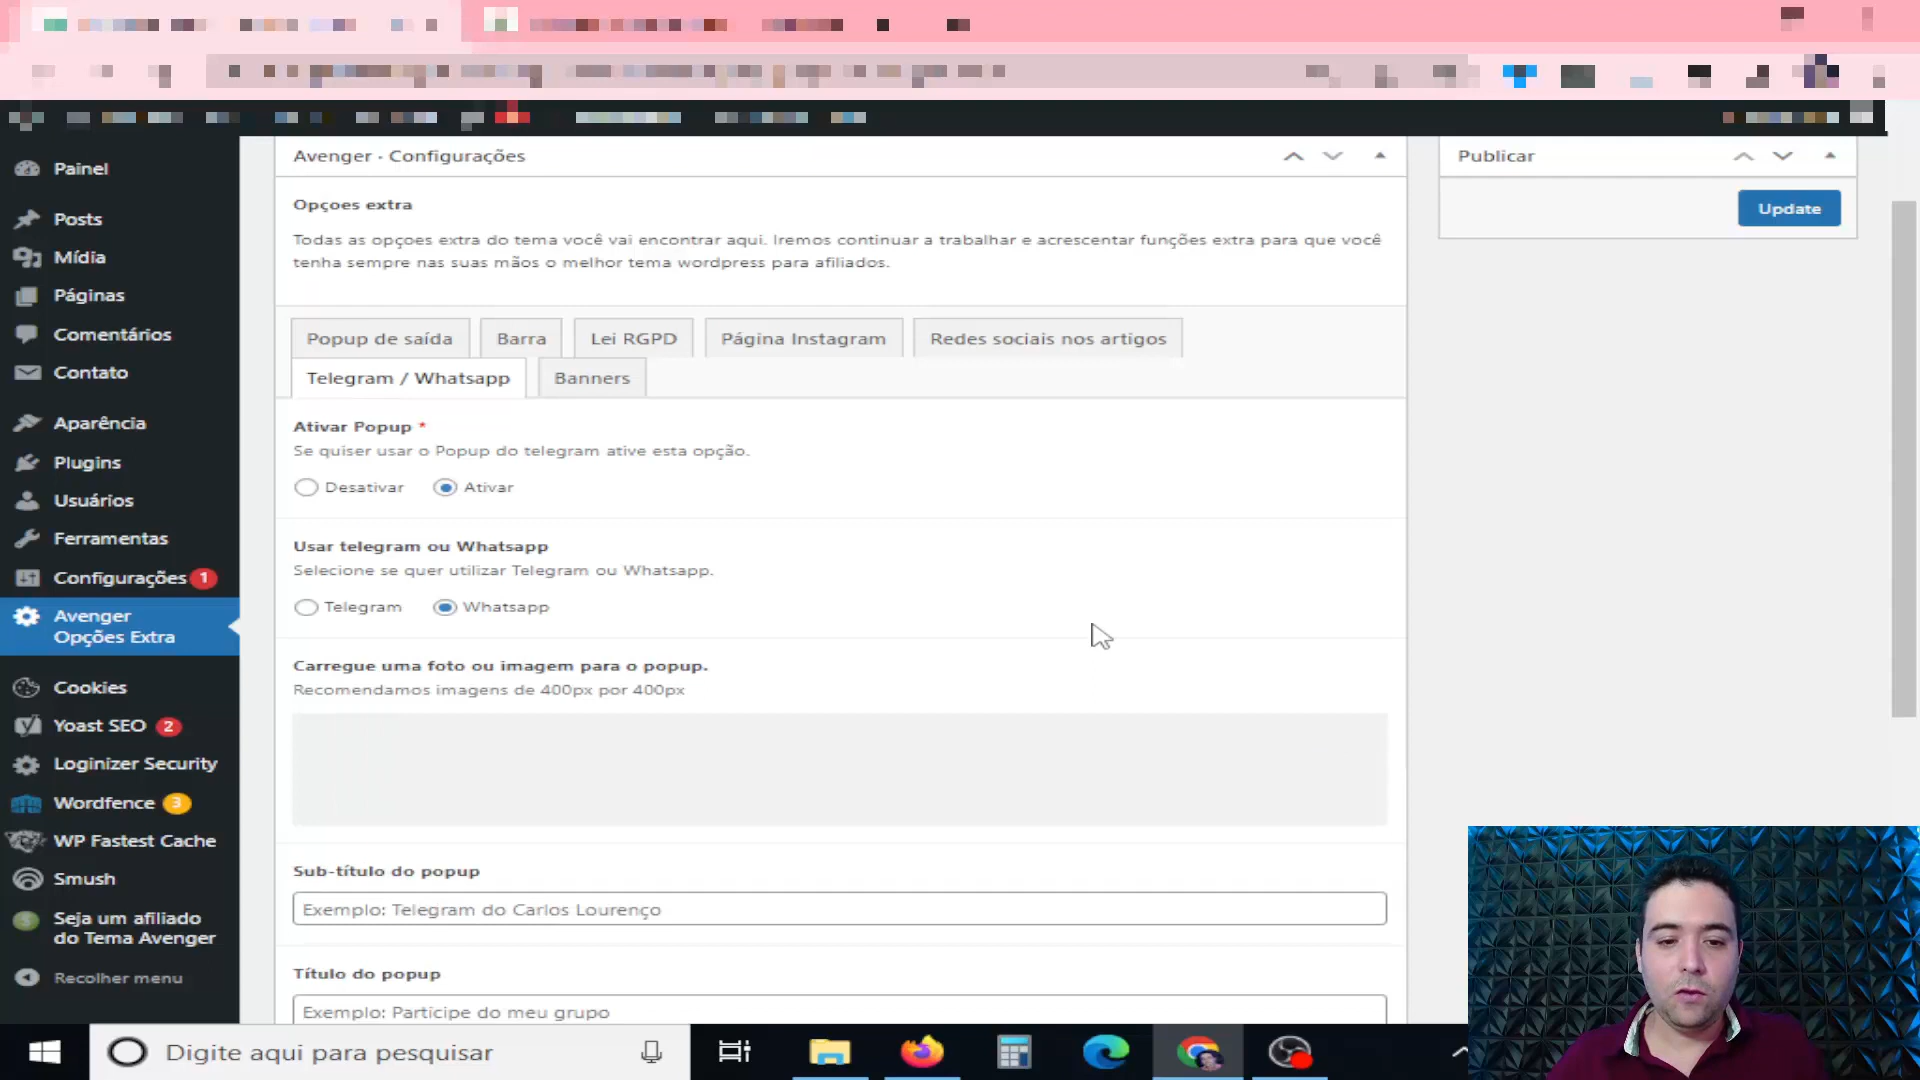 Painel
Posts
Mídia
Páginas
Comentários
Contato
Aparência
Plugins
Usuários
Ferramentas
Configurações 1
Avenger
Opções Extra
Cookies
Yoast SEO 2
Loginizer Security
Wordfence 3
WP Fastest Cache
Smush
Seja um afiliado
do Tema Avenger
Recolher menu
Avenger - Configurações
Opçoes extra
Todas as opçoes extra do tema você vai encontrar aqui. Iremos continuar a trabalhar e acrescentar funções extra para que você
tenha sempre nas suas mãos o melhor tema wordpress para afiliados.
Popup de saída
Barra
Lei RGPD
Página Instagram
Redes sociais nos artigos
Telegram / Whatsapp
Banners
Ativar Popup *
Se quiser usar o Popup do telegram ative esta opção.
Desativar
Ativar
Usar telegram ou Whatsapp
Selecione se quer utilizar Telegram ou Whatsapp.
Telegram
Whatsapp
Carregue uma foto ou imagem para o popup.
Recomendamos imagens de 400px por 400px
Sub-título do popup
Exemplo: Telegram do Carlos Lourenço
Título do popup
Exemplo: Participe do meu grupo
Publicar
Update
Digite aqui para pesquisar